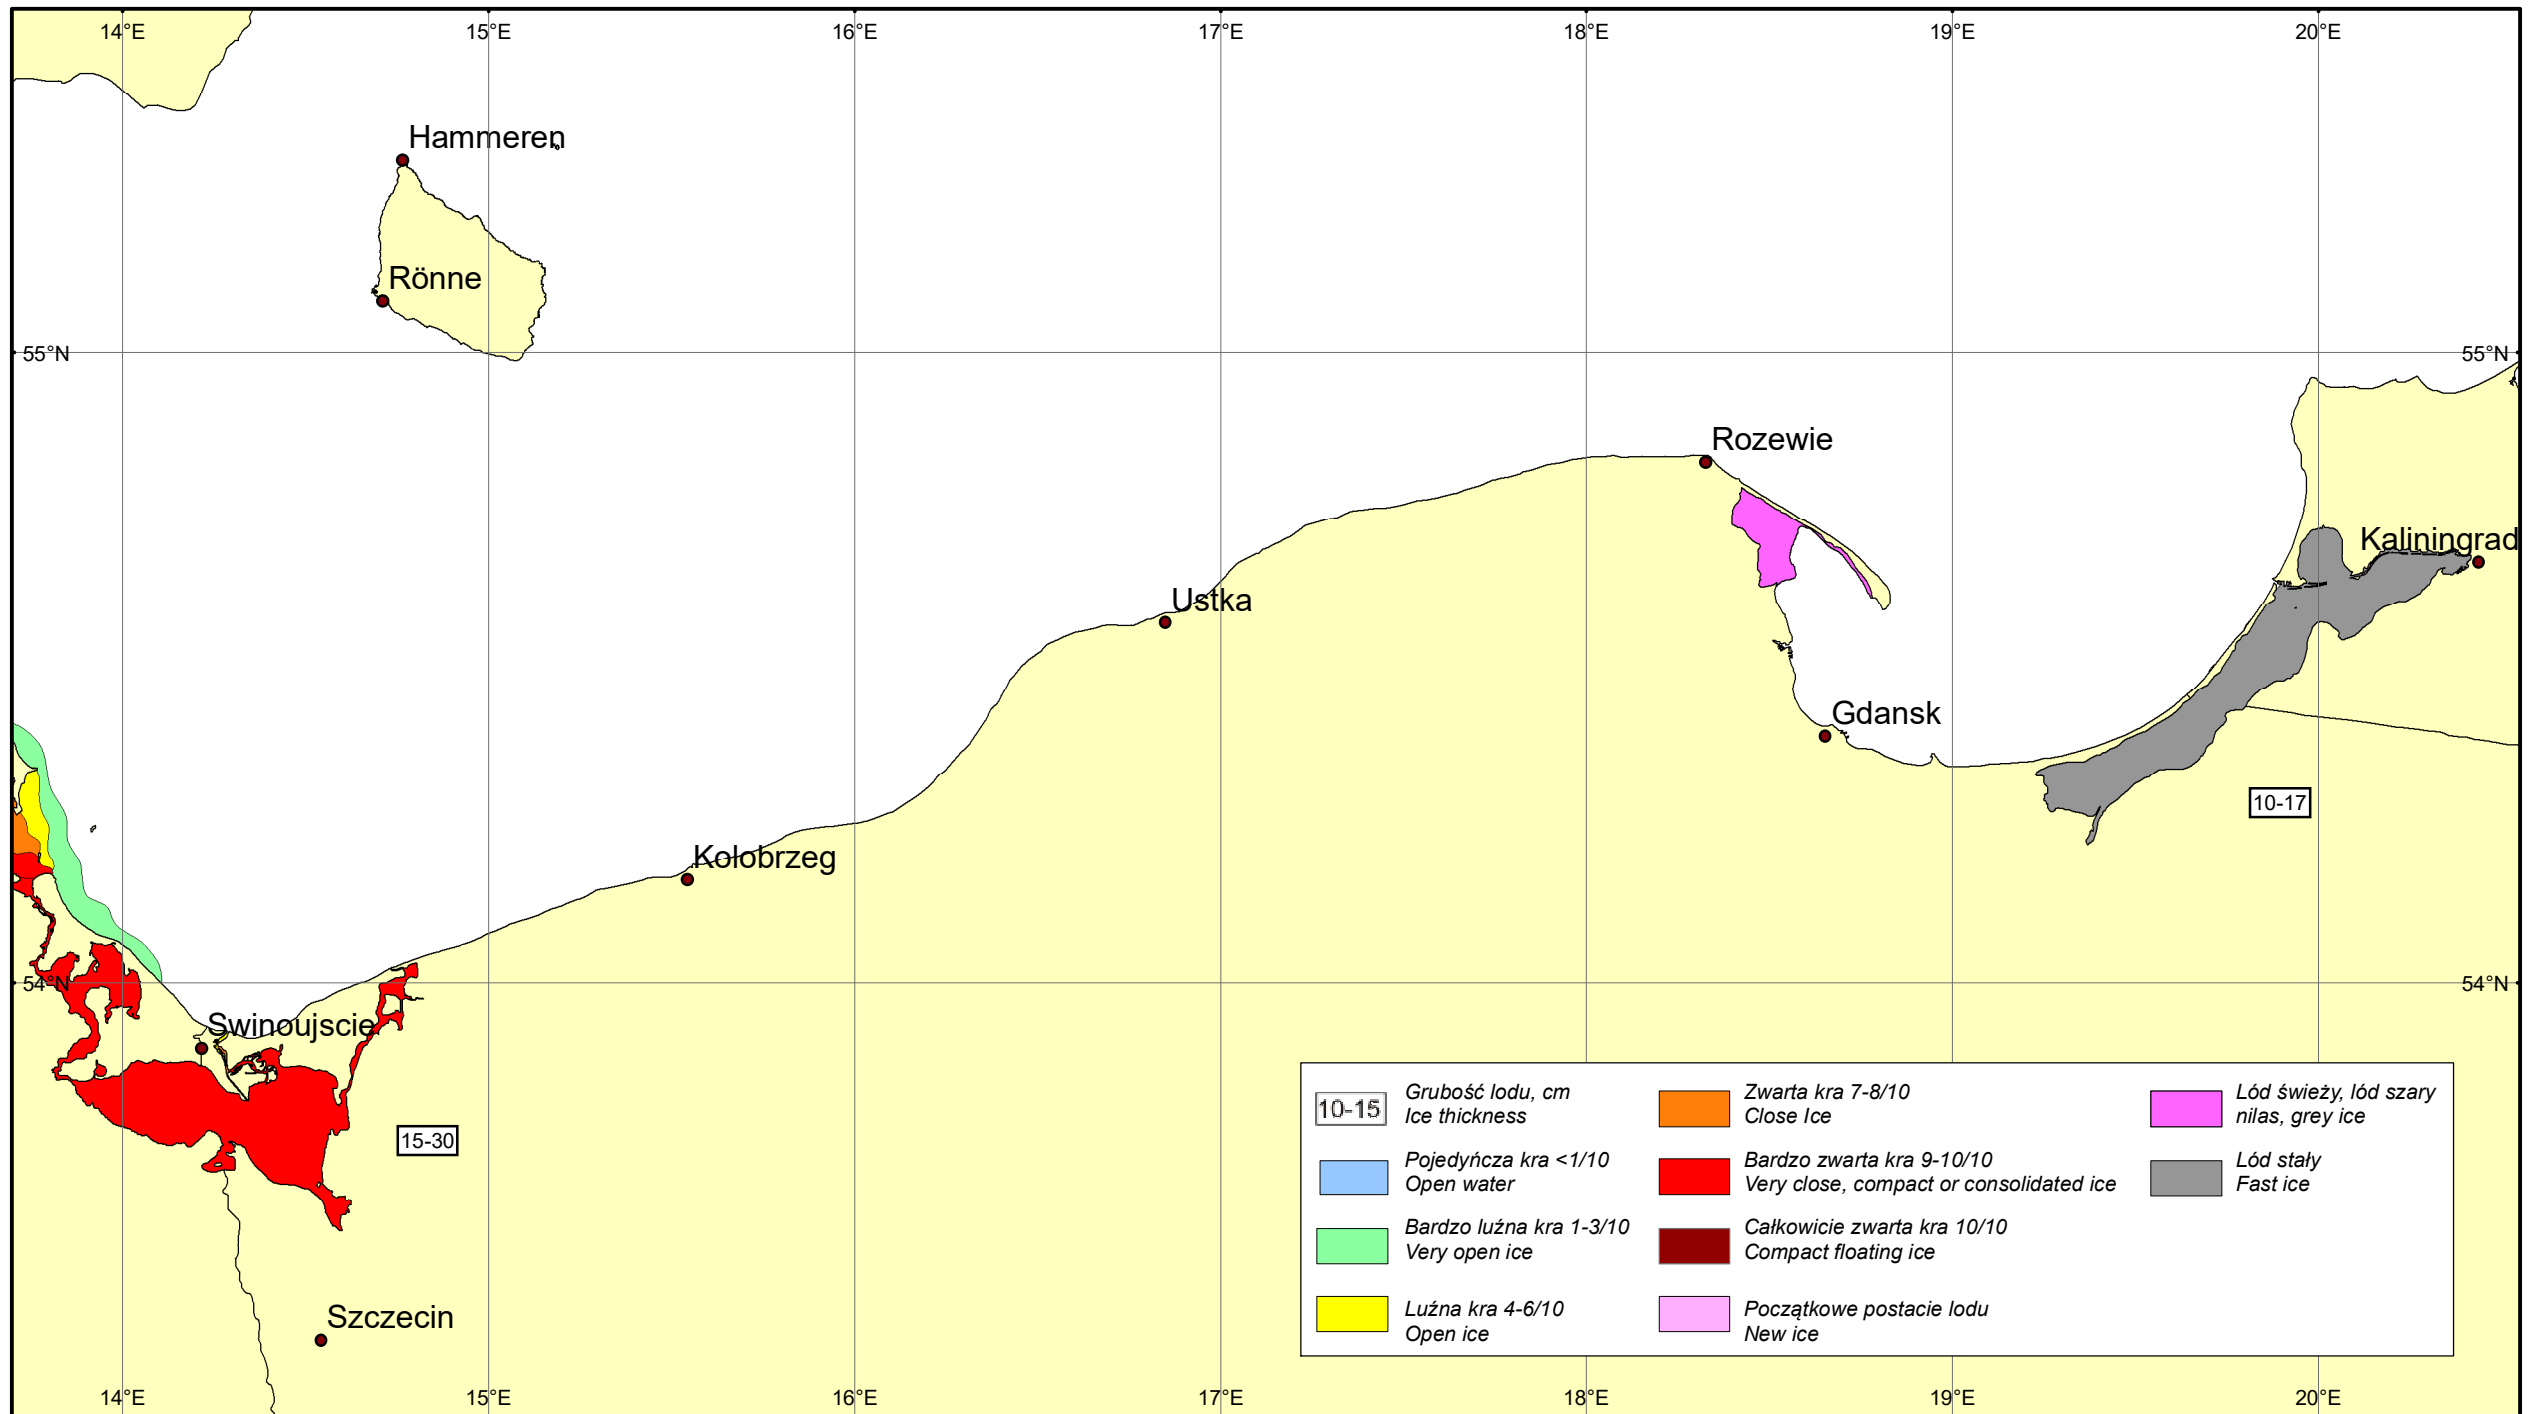 14°E 15°E 16°E 17°E 18°E 19°E 20°E
Hammeren
Rönne
55°N 55°N
Rozewie
Kaliningrad
Ustka
Gdansk
10-17
Kolobrzeg
54°N 54°N
Swinoujscie
15-30
Szczecin
10-15
Grubość lodu, cm
Ice thickness
Pojedyńcza kra <1/10
Open water
Bardzo luźna kra 1-3/10
Very open ice
Luźna kra 4-6/10
Open ice
Zwarta kra 7-8/10
Close Ice
Bardzo zwarta kra 9-10/10
Very close, compact or consolidated ice
Całkowicie zwarta kra 10/10
Compact floating ice
Początkowe postacie lodu
New ice
Lód świeży, lód szary
nilas, grey ice
Lód stały
Fast ice
14°E 15°E 16°E 17°E 18°E 19°E 20°E